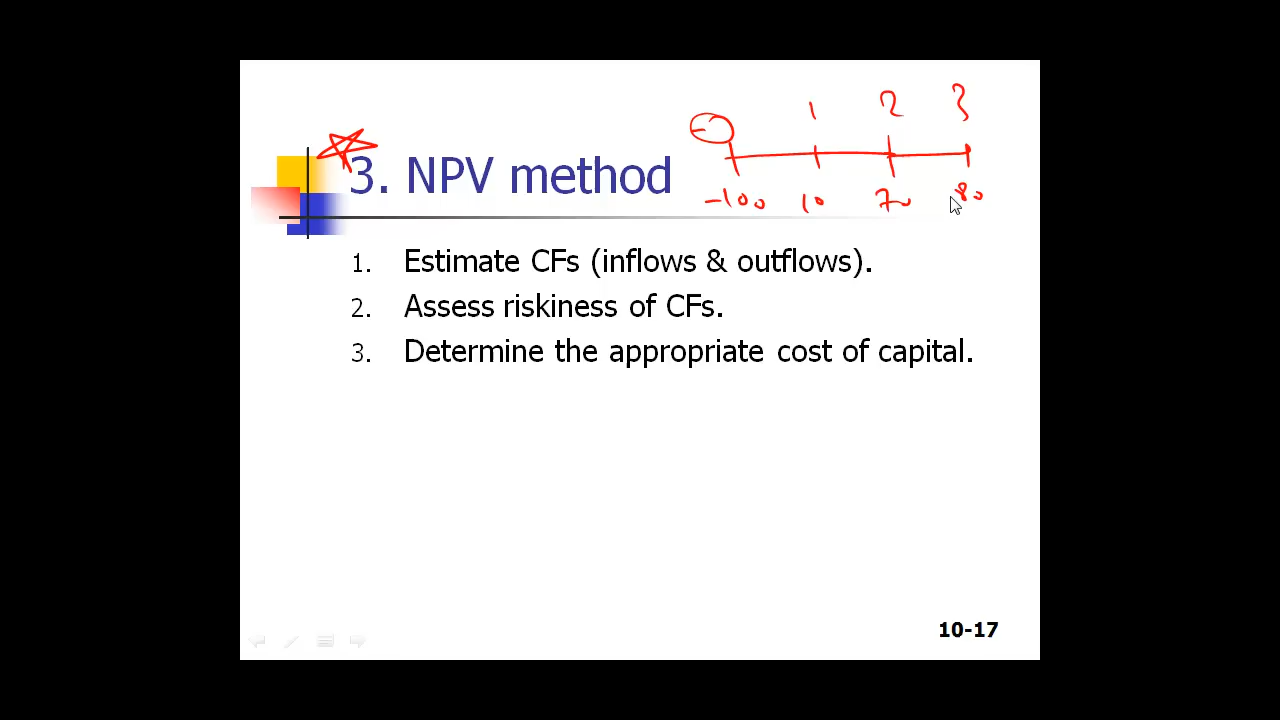 1 2 3
3. NPV method
-100 10 70 80
1. Estimate CFs (inflows & outflows).
2. Assess riskiness of CFs.
3. Determine the appropriate cost of capital.
10-17